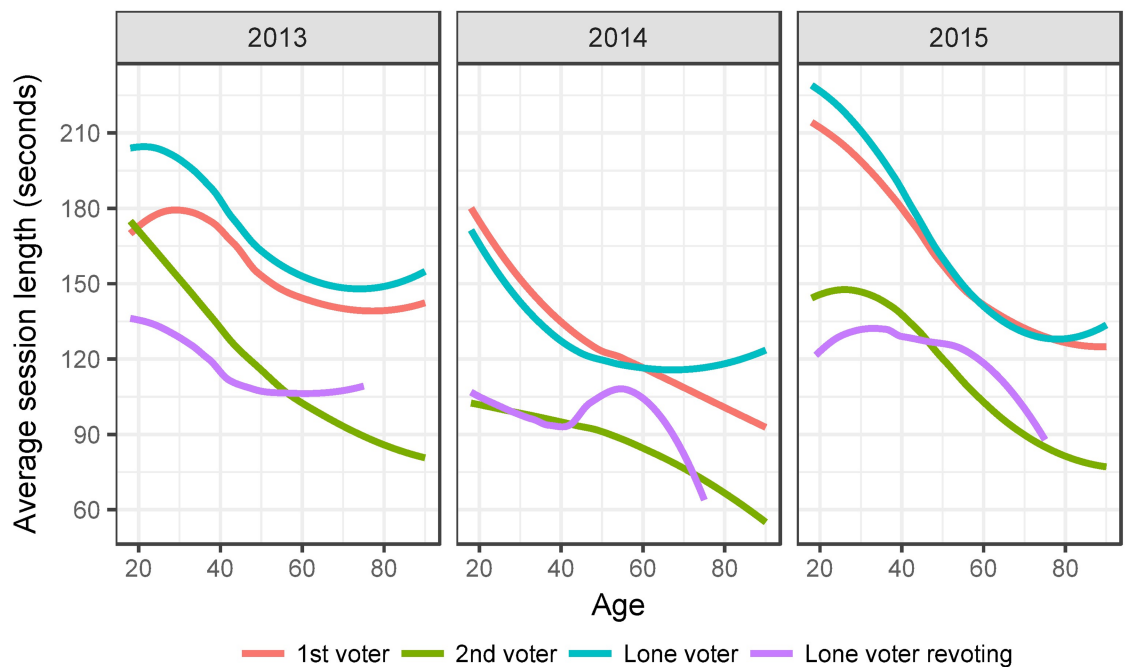 2013 2014 2015
Average session length (seconds)
210
180
150
120
90
60
20 40 60 80 20 40 60 80 20 40 60 80
Age
1st voter 2nd voter Lone voter Lone voter revoting